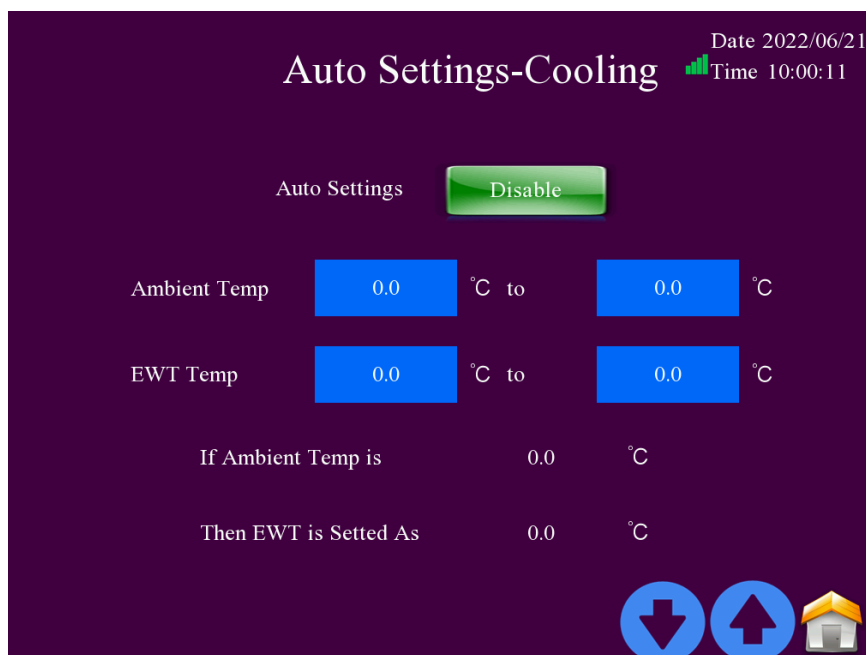 Date 2022/06/21
Auto Settings-Cooling
Time 10:00:11
Auto Settings Disable
Ambient Temp 0.0 °C to 0.0 °C
EWT Temp 0.0 °C to 0.0 °C
If Ambient Temp is 0.0 °C
Then EWT is Setted As 0.0 °C